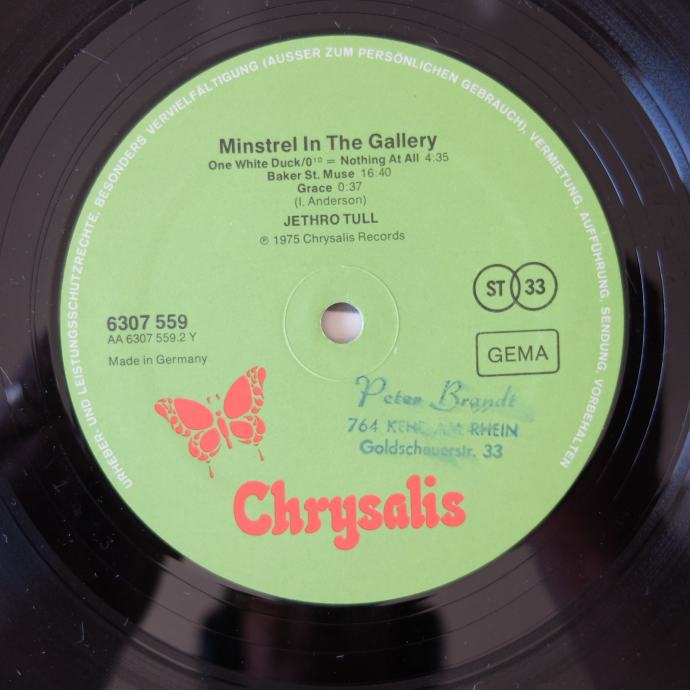 URHEBER- UND LEISTUNGSSCHUTZRECHTE, BESONDERS VERVIELFÄLTIGUNG (AUSSER ZUM PERSÖNLICHEN GEBRAUCH), VERMIETUNG, AUFFÜHRUNG, SENDUNG, VORBEHALTEN
Minstrel In The Gallery
One White Duck/0¹⁰ = Nothing At All 4:35
Baker St. Muse 16:40
Grace 0:37
(I. Anderson)
JETHRO TULL
℗ 1975 Chrysalis Records
ST 33
6307 559
AA 6307 559.2 Y
Made in Germany
GEMA
Peter Brandt
764 KEHL AM RHEIN
Goldscheuerstr. 33
Chrysalis